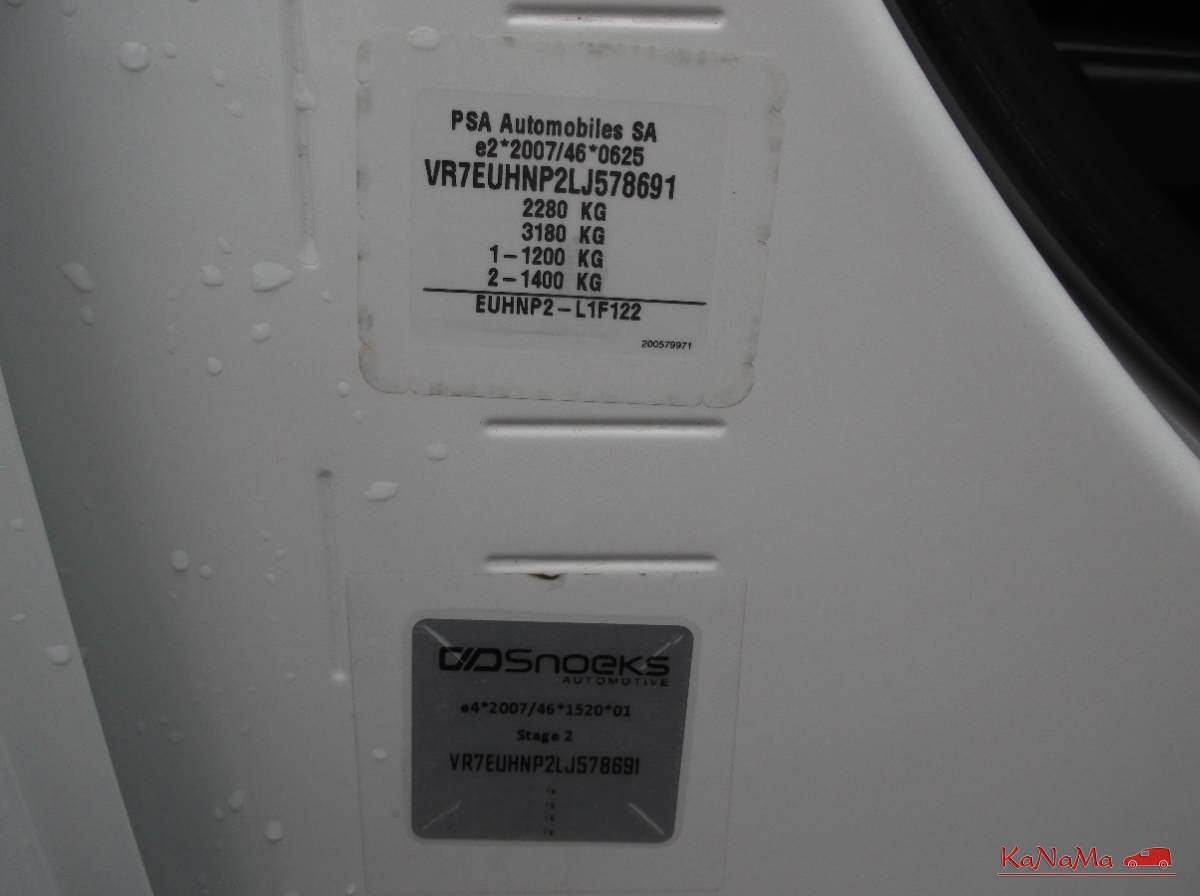 PSA Automobiles SA
e2*2007/46*0625
VR7EUHNP2LJ578691
2280 KG
3180 KG
1-1200 KG
2-1400 KG
EUHNP2-L1F122
200579971
Snoeks
AUTOMOTIVE
e4*2007/46*1520*01
Stage 2
VR7EUHNP2LJ578691
KaNaMa